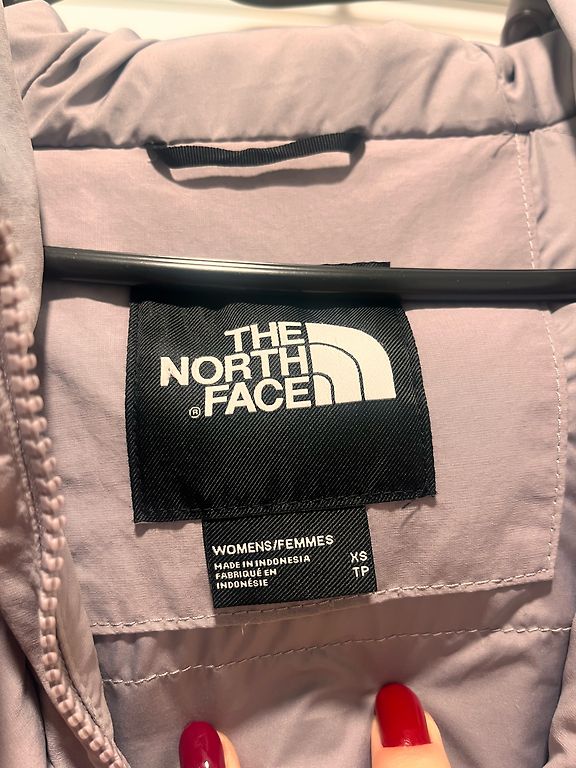 THE
NORTH
® FACE
WOMENS/FEMMES
MADE IN INDONESIA XS
FABRIQUÉ EN TP
INDONÉSIE